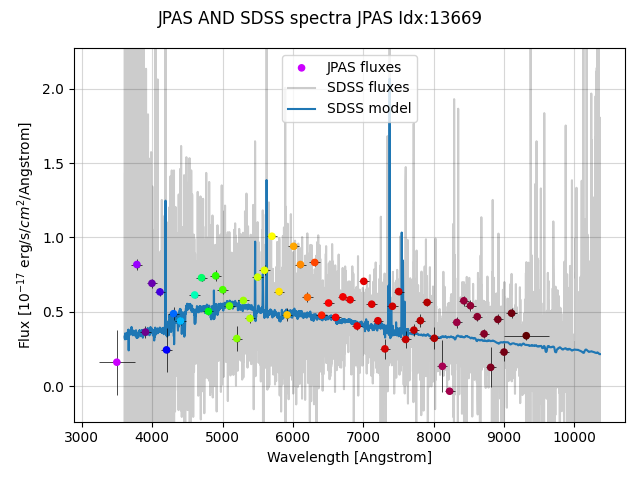 JPAS AND SDSS spectra JPAS Idx:13669
JPAS fluxes
SDSS fluxes
SDSS model
2.0
1.5
1.0
0.5
0.0
Flux [10⁻¹⁷ erg/s/cm²/Angstrom]
3000 4000 5000 6000 7000 8000 9000 10000
Wavelength [Angstrom]